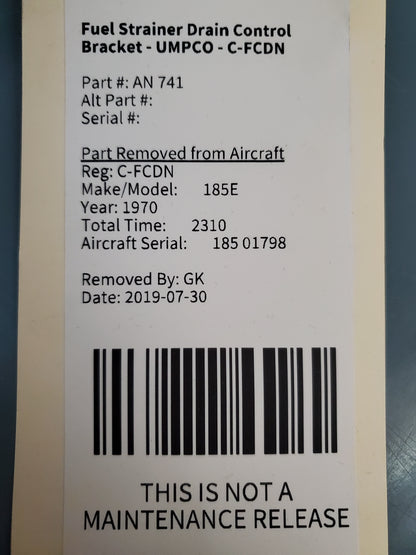 Fuel Strainer Drain Control
Bracket - UMPCO - C-FCDN
Part #: AN 741
Alt Part #:
Serial #:
Part Removed from Aircraft
Reg: C-FCDN
Make/Model: 185E
Year: 1970
Total Time: 2310
Aircraft Serial: 185 01798
Removed By: GK
Date: 2019-07-30
THIS IS NOT A
MAINTENANCE RELEASE